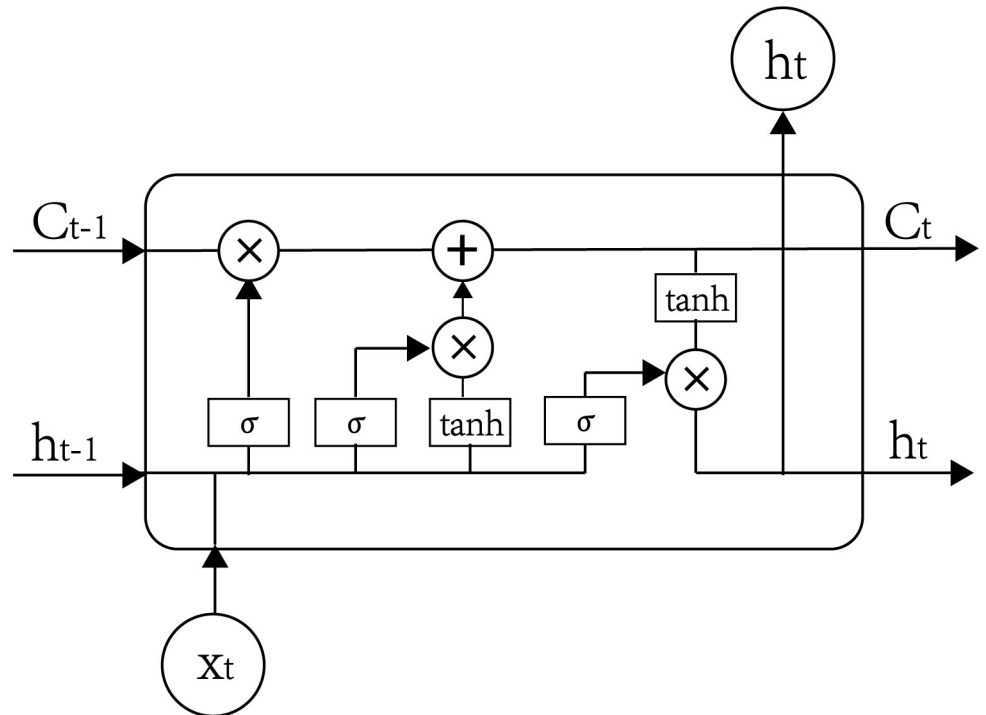 ht
Ct-1
Ct
× +
tanh
× ×
σ σ tanh σ
ht-1
ht
xt